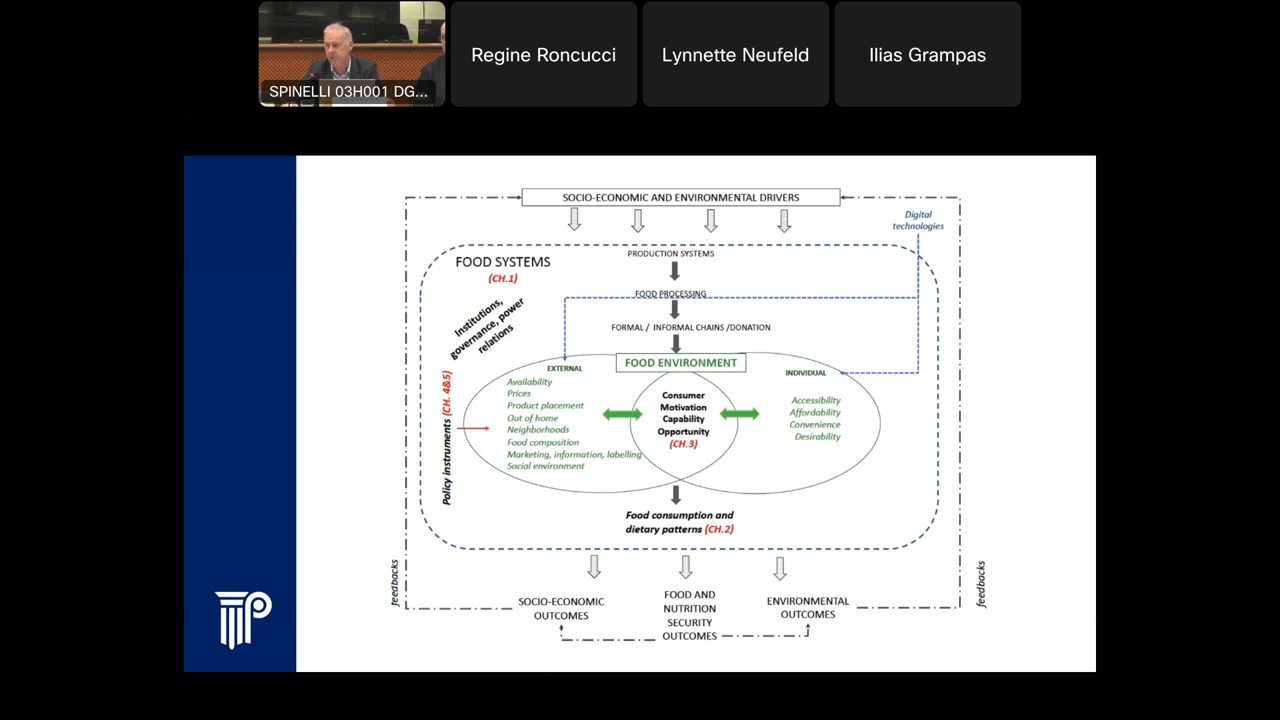 SPINELLI 03H001 DG...
Regine Roncucci
Lynnette Neufeld
Ilias Grampas
SOCIO-ECONOMIC AND ENVIRONMENTAL DRIVERS
Digital
technologies
FOOD SYSTEMS
(CH.1)
PRODUCTION SYSTEMS
FOOD PROCESSING
Institutions,
governance, power
relations
FORMAL / INFORMAL CHAINS /DONATION
FOOD ENVIRONMENT
EXTERNAL
Availability
Prices
Product placement
Out of home
Neighborhoods
Food composition
Marketing, information, labelling
Social environment
Consumer
Motivation
Capability
Opportunity
(CH.3)
INDIVIDUAL
Accessibility
Affordability
Convenience
Desirability
Policy instruments (CH. 4&5)
Food consumption and
dietary patterns (CH.2)
feedbacks
feedbacks
SOCIO-ECONOMIC
OUTCOMES
FOOD AND
NUTRITION
SECURITY
OUTCOMES
ENVIRONMENTAL
OUTCOMES